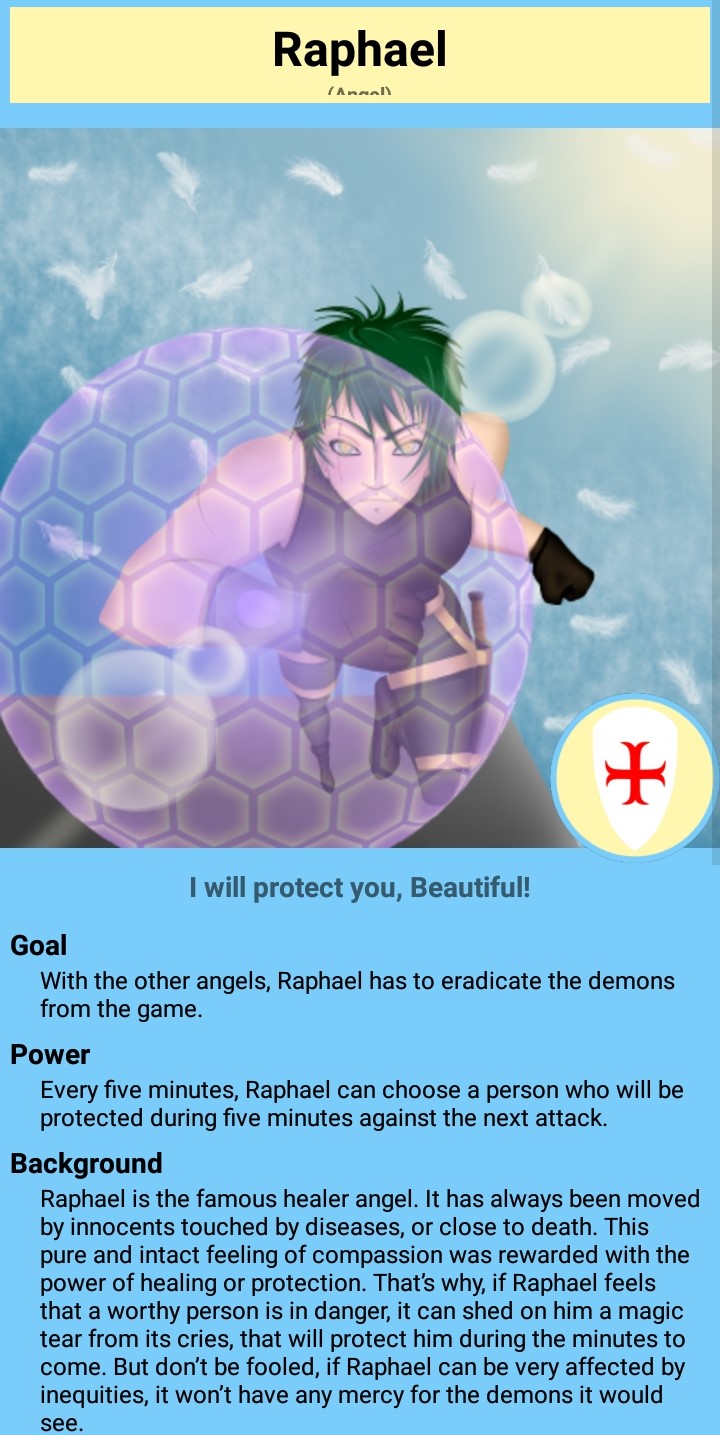 Raphael
(Angel)
I will protect you, Beautiful!
Goal
With the other angels, Raphael has to eradicate the demons
from the game.
Power
Every five minutes, Raphael can choose a person who will be
protected during five minutes against the next attack.
Background
Raphael is the famous healer angel. It has always been moved
by innocents touched by diseases, or close to death. This
pure and intact feeling of compassion was rewarded with the
power of healing or protection. That’s why, if Raphael feels
that a worthy person is in danger, it can shed on him a magic
tear from its cries, that will protect him during the minutes to
come. But don’t be fooled, if Raphael can be very affected by
inequities, it won’t have any mercy for the demons it would
see.